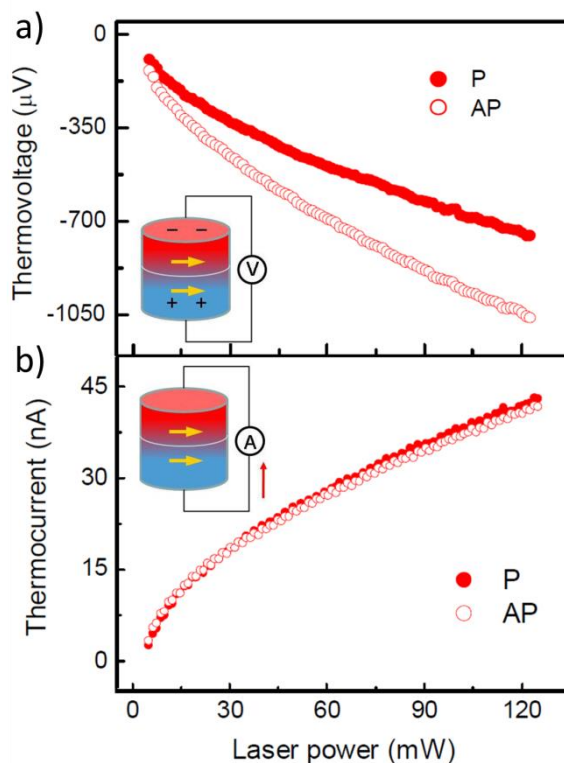 a)
0
-350
-700
-1050
Thermovoltage (μV)
P
AP
− −
V
+ +
b)
45
30
15
0
Thermocurrent (nA)
A
P
AP
0 30 60 90 120
Laser power (mW)